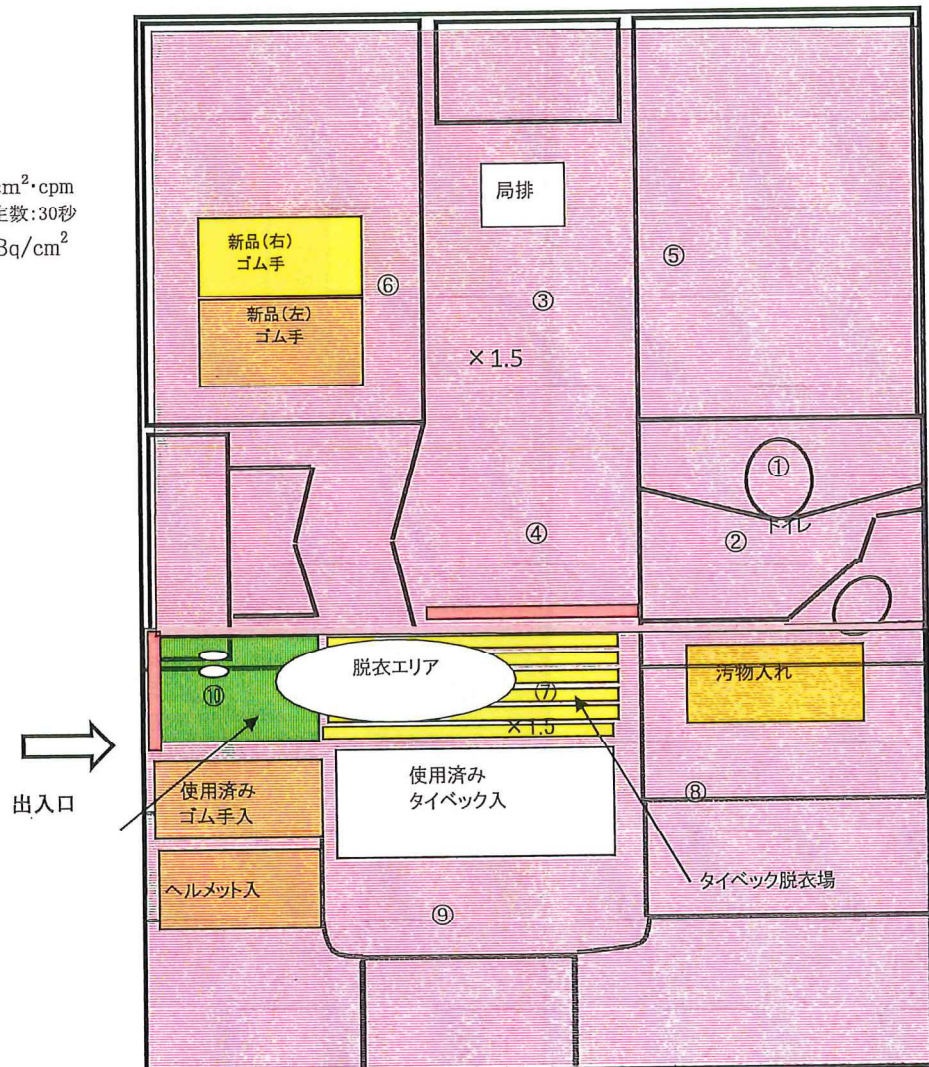 cm²・cpm
主数:30秒
Bq/cm²
局排
新品(右)
ゴム手
新品(左)
ゴム手
⑥
③
⑤
×1.5
①
トイレ
②
④
脱衣エリア
⑩
(7)
×1.5
汚物入れ
出入口
使用済み
ゴム手入
使用済み
タイベック入
⑧
ヘルメット入
タイベック脱衣場
⑨